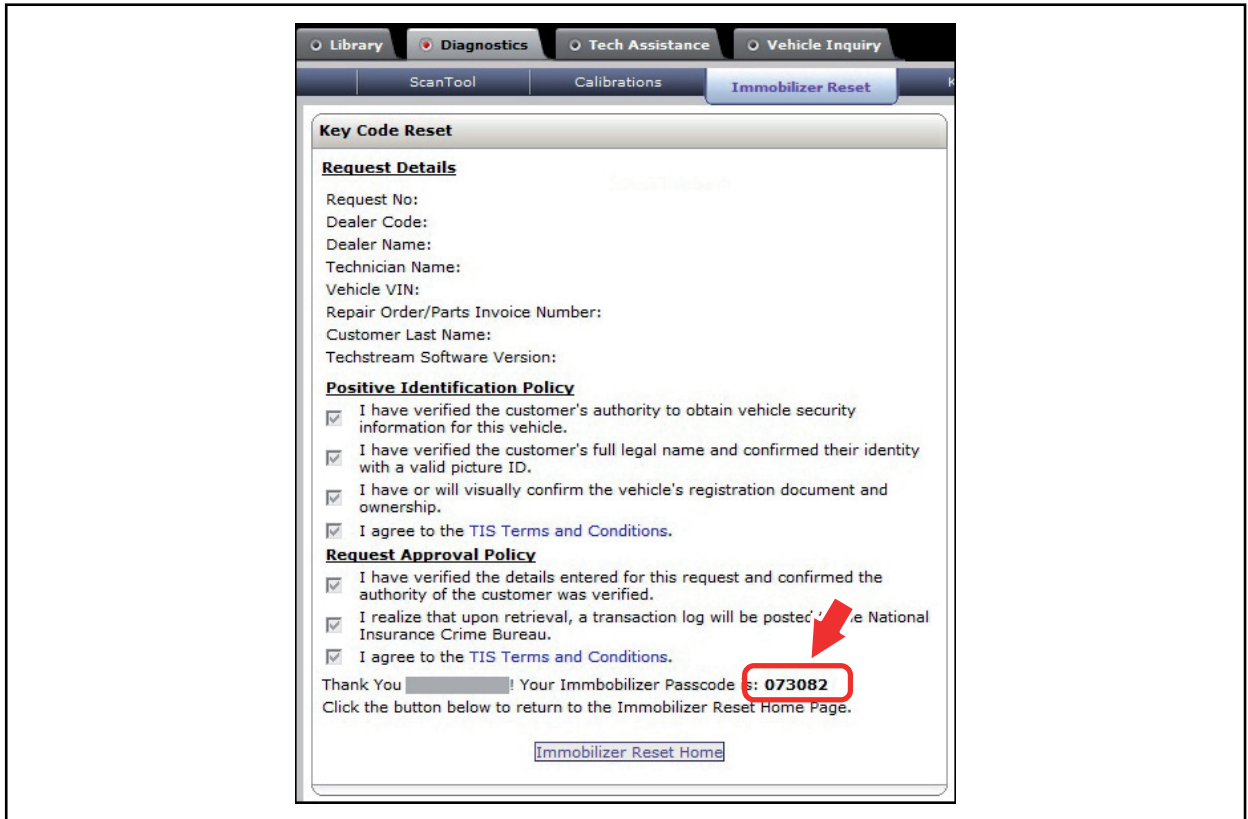 Library Diagnostics Tech Assistance Vehicle Inquiry
ScanTool Calibrations Immobilizer Reset K
Key Code Reset
Request Details
Request No:
Dealer Code:
Dealer Name:
Technician Name:
Vehicle VIN:
Repair Order/Parts Invoice Number:
Customer Last Name:
Techstream Software Version:
Positive Identification Policy
I have verified the customer's authority to obtain vehicle security
information for this vehicle.
I have verified the customer's full legal name and confirmed their identity
with a valid picture ID.
I have or will visually confirm the vehicle's registration document and
ownership.
I agree to the TIS Terms and Conditions.
Request Approval Policy
I have verified the details entered for this request and confirmed the
authority of the customer was verified.
I realize that upon retrieval, a transaction log will be posted National
Insurance Crime Bureau.
I agree to the TIS Terms and Conditions.
Thank You ! Your Immbobilizer Passcode is: 073082
Click the button below to return to the Immobilizer Reset Home Page.
Immobilizer Reset Home